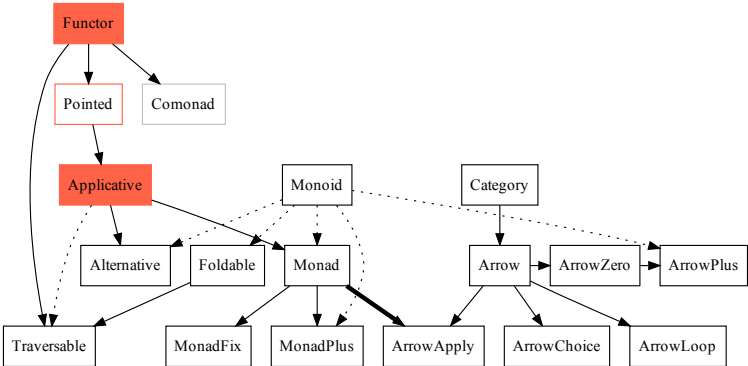 Functor
Pointed
Comonad
Applicative
Monoid
Category
Alternative
Foldable
Monad
Arrow
ArrowZero
ArrowPlus
Traversable
MonadFix
MonadPlus
ArrowApply
ArrowChoice
ArrowLoop